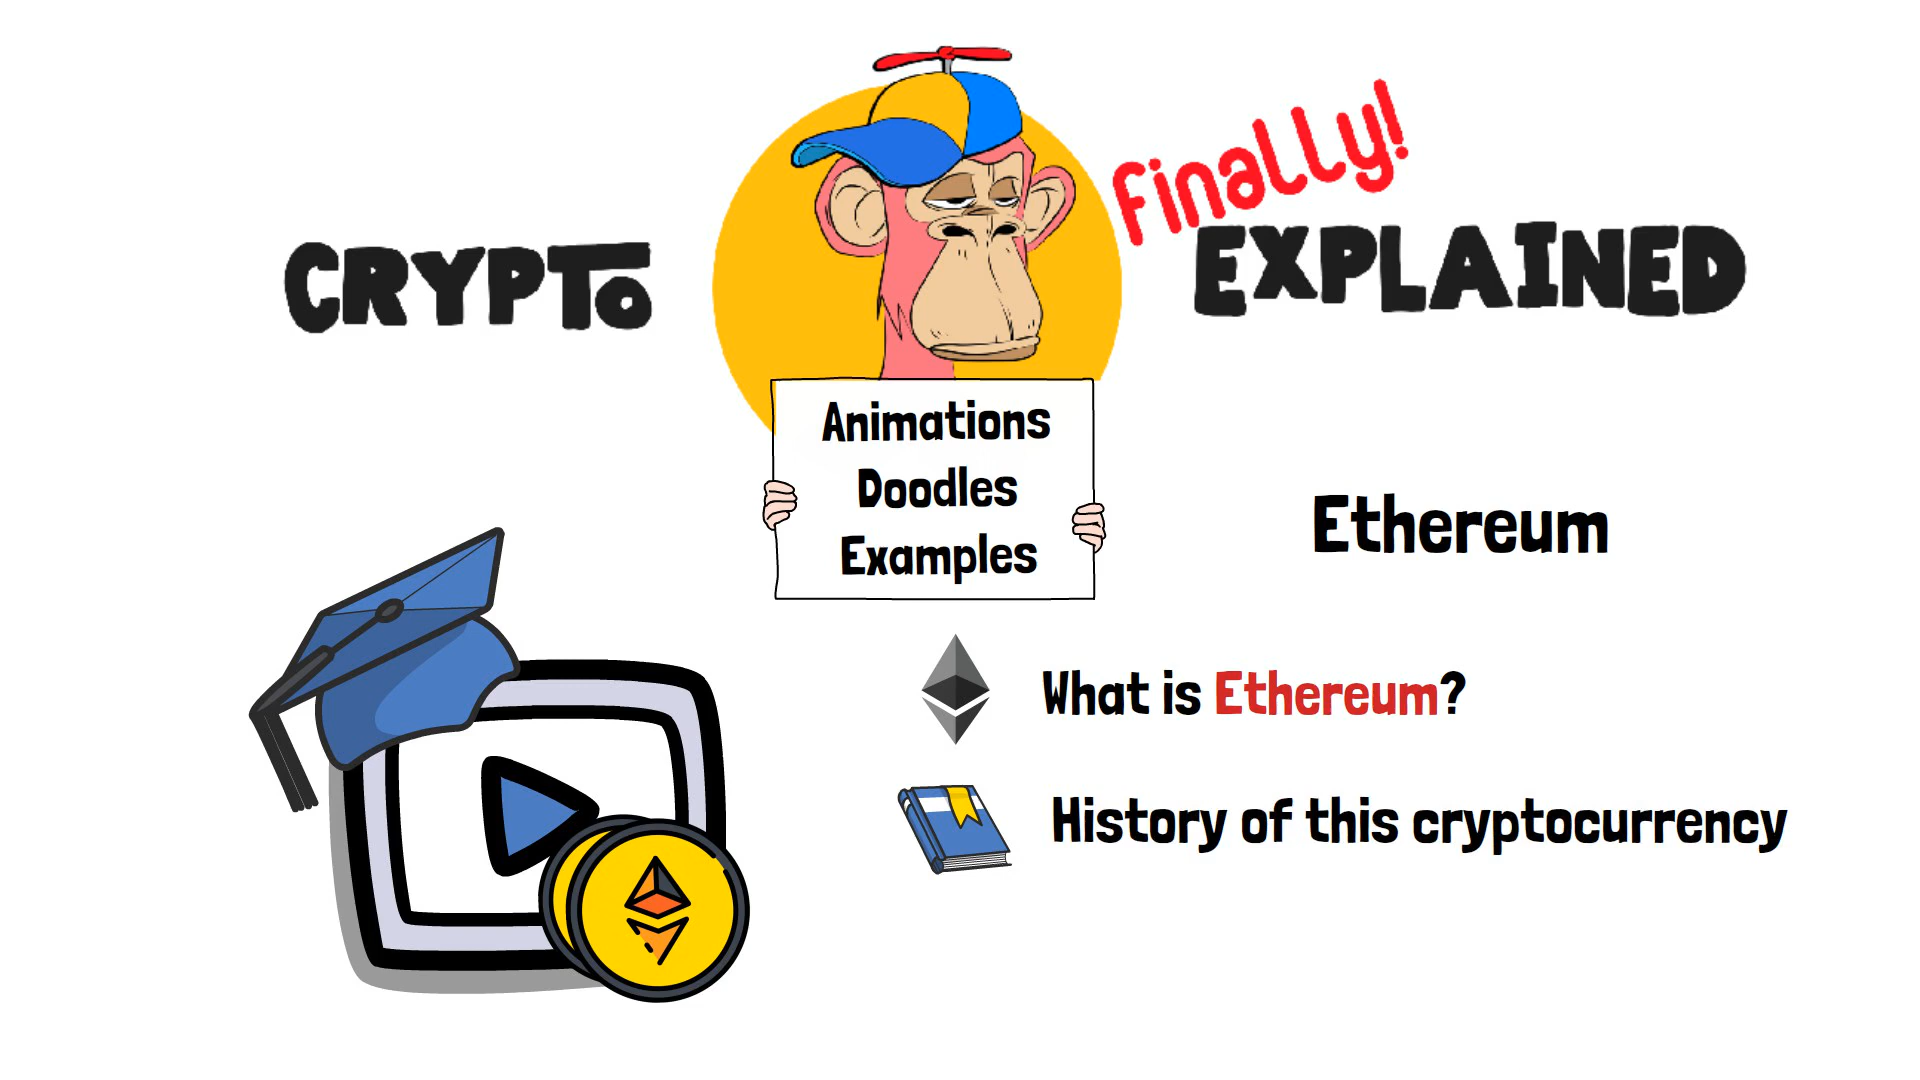 CRYPTO
Finally!
EXPLAINED
Animations
Doodles
Examples
Ethereum
What is Ethereum?
History of this cryptocurrency